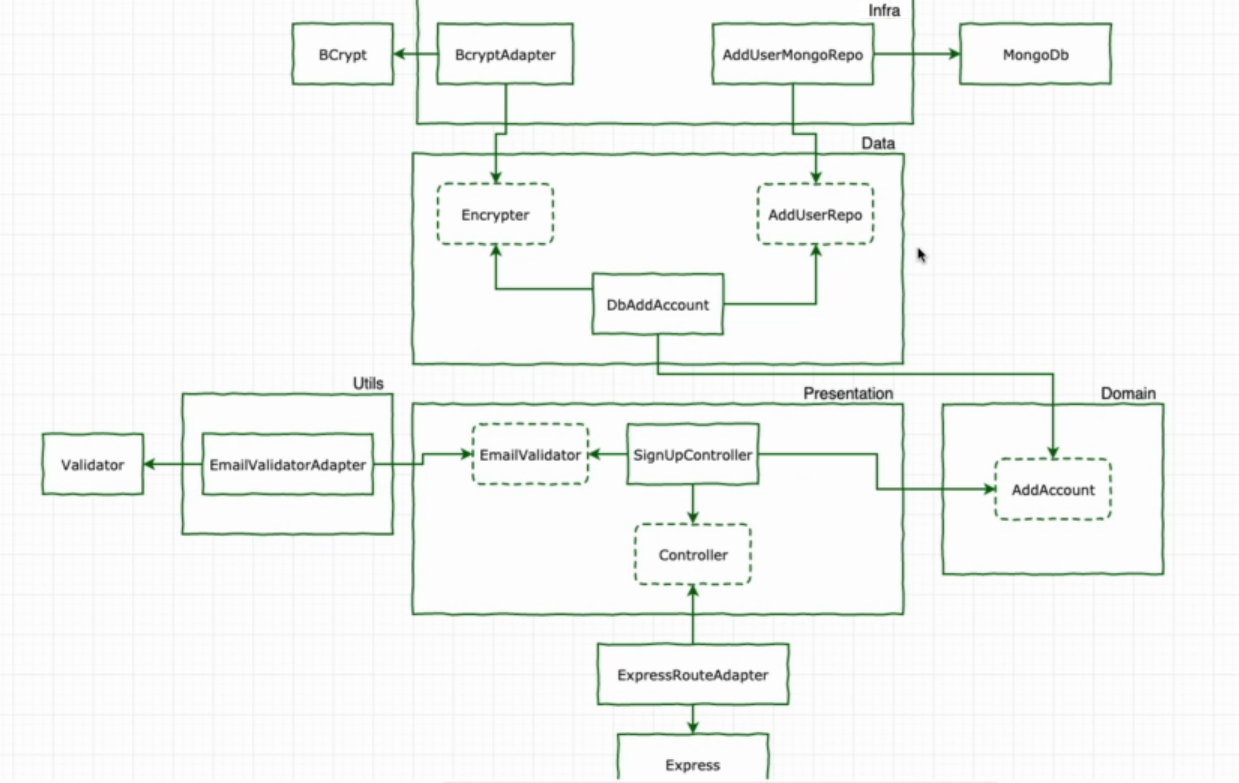 Infra
BCrypt
BcryptAdapter
AddUserMongoRepo
MongoDb
Data
Encrypter
AddUserRepo
DbAddAccount
Utils
Presentation
Domain
Validator
EmailValidatorAdapter
EmailValidator
SignUpController
AddAccount
Controller
ExpressRouteAdapter
Express